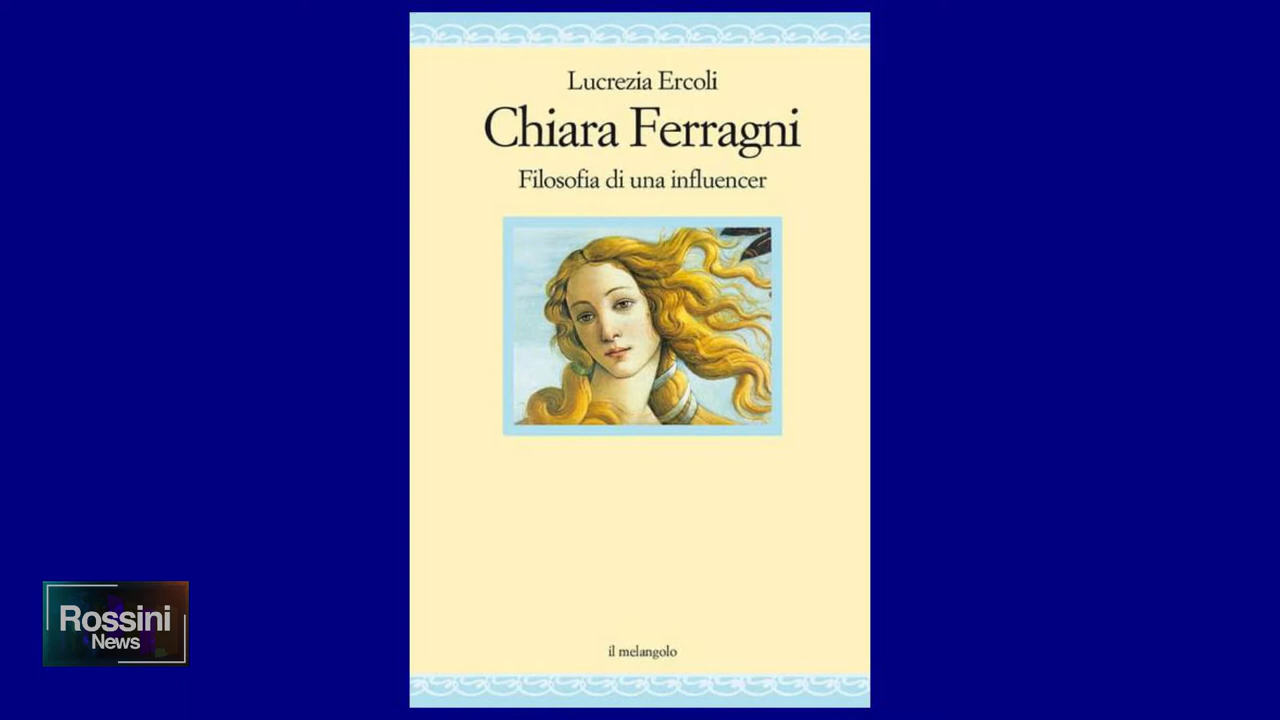 Lucrezia Ercoli
Chiara Ferragni
Filosofia di una influencer
il melangolo
Rossini
News